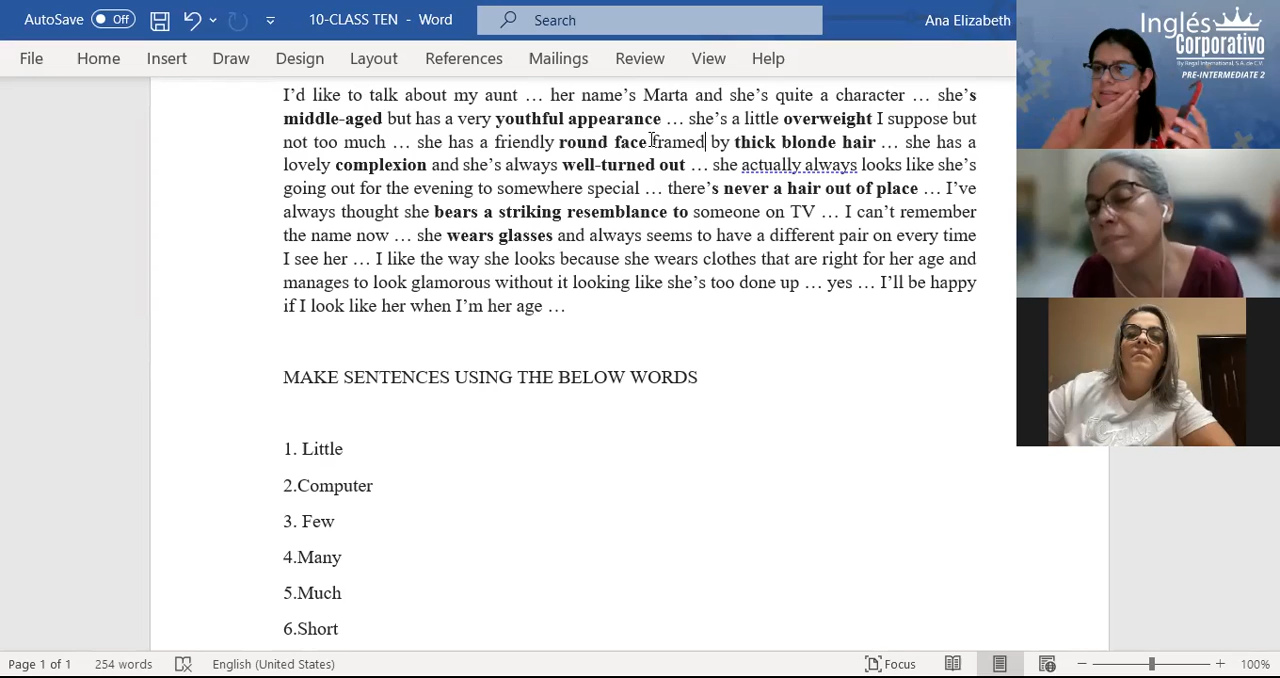 AutoSave Off 10-CLASS TEN - Word Search Ana Elizabeth
File Home Insert Draw Design Layout References Mailings Review View Help
Inglés
Corporativo
by Regal International, S.A. de C.V.
PRE-INTERMEDIATE 2
I’d like to talk about my aunt … her name’s Marta and she’s quite a character … she’s
middle-aged but has a very youthful appearance … she’s a little overweight I suppose but
not too much … she has a friendly round face framed by thick blonde hair … she has a
lovely complexion and she’s always well-turned out … she actually always looks like she’s
going out for the evening to somewhere special … there’s never a hair out of place … I’ve
always thought she bears a striking resemblance to someone on TV … I can’t remember
the name now … she wears glasses and always seems to have a different pair on every time
I see her … I like the way she looks because she wears clothes that are right for her age and
manages to look glamorous without it looking like she’s too done up … yes … I’ll be happy
if I look like her when I’m her age …
MAKE SENTENCES USING THE BELOW WORDS
1. Little
2.Computer
3. Few
4.Many
5.Much
6.Short
Page 1 of 1 254 words English (United States) Focus 100%